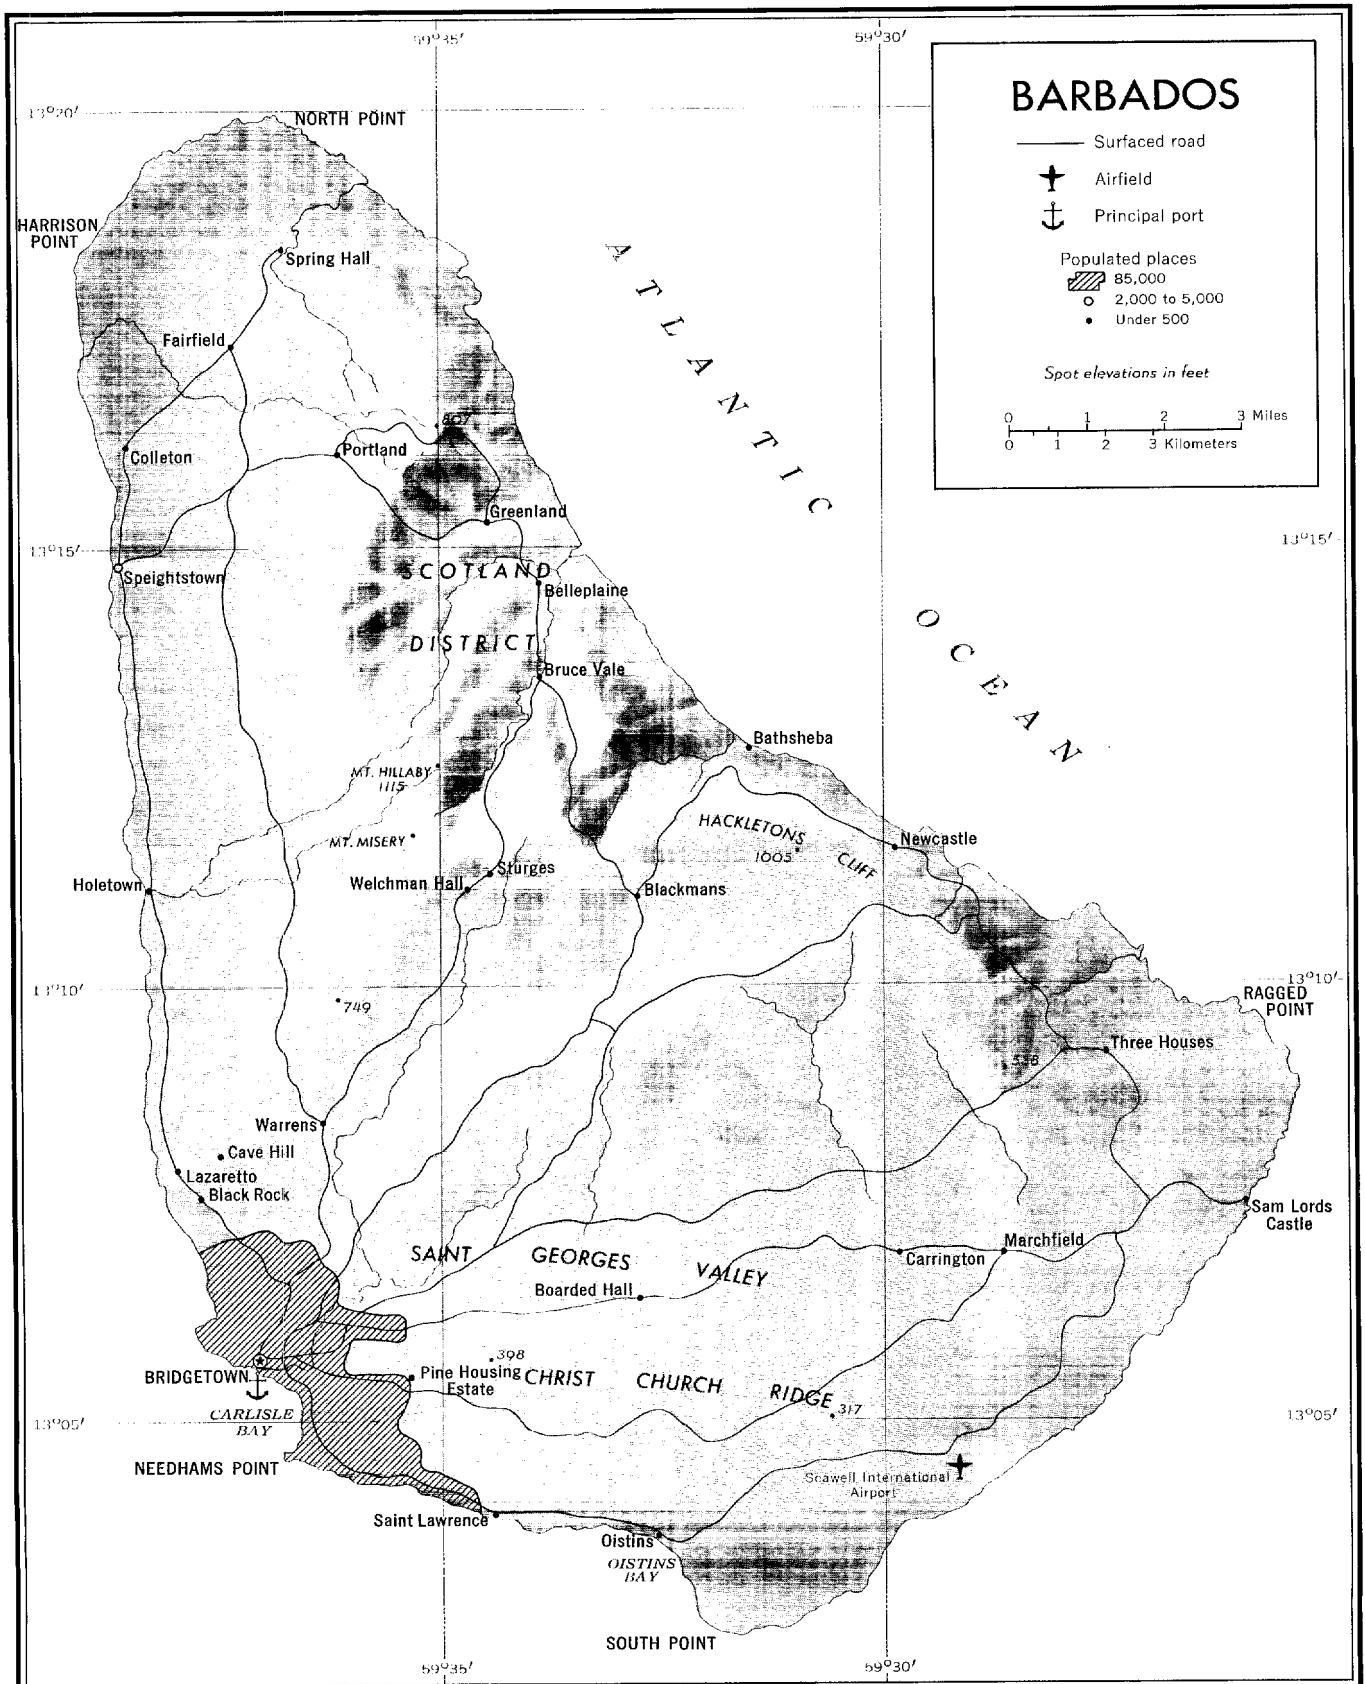 59°35'
59°30'
BARBADOS
Surfaced road
Airfield
Principal port
Populated places
85,000
2,000 to 5,000
Under 500
Spot elevations in feet
0 1 2 3 Miles
0 1 2 3 Kilometers
13°20'
NORTH POINT
HARRISON
POINT
Spring Hall
ATLANTIC
Fairfield
807
Portland
Colleton
Greenland
13°15'
13°15'
SCOTLAND
Speightstown
Belleplaine
OCEAN
DISTRICT
Bruce Vale
Bathsheba
MT. HILLABY
1115
HACKLETONS
CLIFF
1005
MT. MISERY
Newcastle
Sturges
Welchman Hall
Holetown
Blackmans
13°10'
13°10'
749
RAGGED
POINT
Three Houses
Warrens
Cave Hill
Lazaretto
Black Rock
Sam Lords
Castle
SAINT GEORGES VALLEY
Marchfield
Carrington
Boarded Hall
398
BRIDGETOWN
Pine Housing
Estate
CHRIST CHURCH RIDGE
317
CARLISLE
BAY
13°05'
13°05'
NEEDHAMS POINT
Seawell International
Airport
Saint Lawrence
Oistins
OISTINS
BAY
SOUTH POINT
59°35'
59°30'